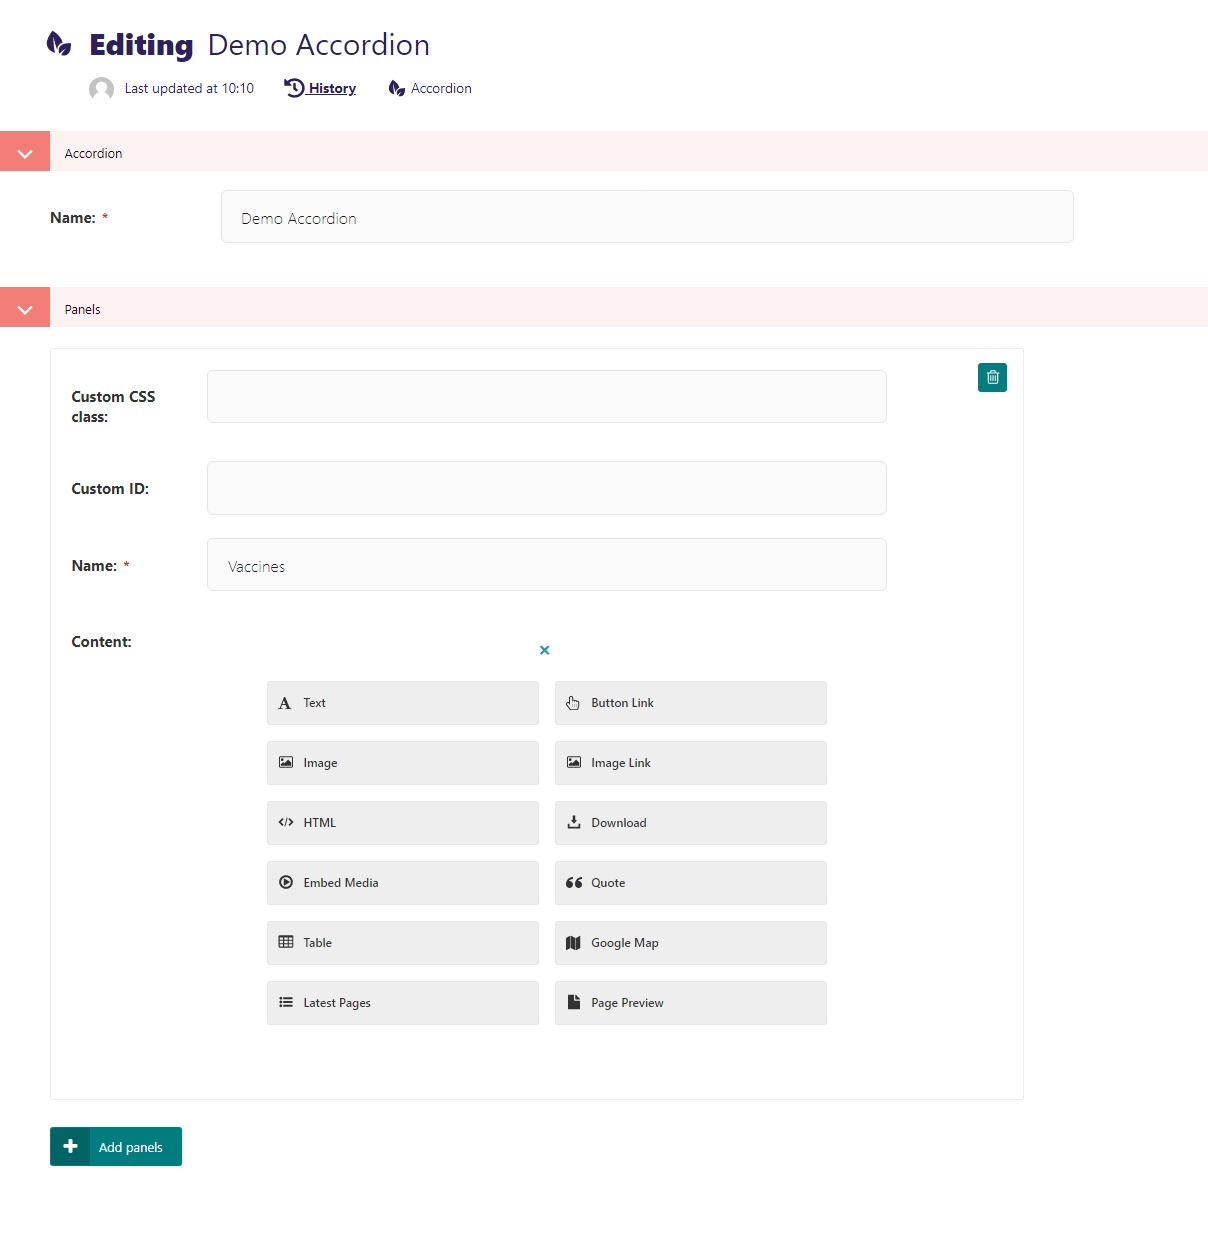 Editing Demo Accordion
Last updated at 10:10 History Accordion
Accordion
Name: * Demo Accordion
Panels
Custom CSS
class:
Custom ID:
Name: * Vaccines
Content:
Text Button Link
Image Image Link
HTML Download
Embed Media Quote
Table Google Map
Latest Pages Page Preview
Add panels